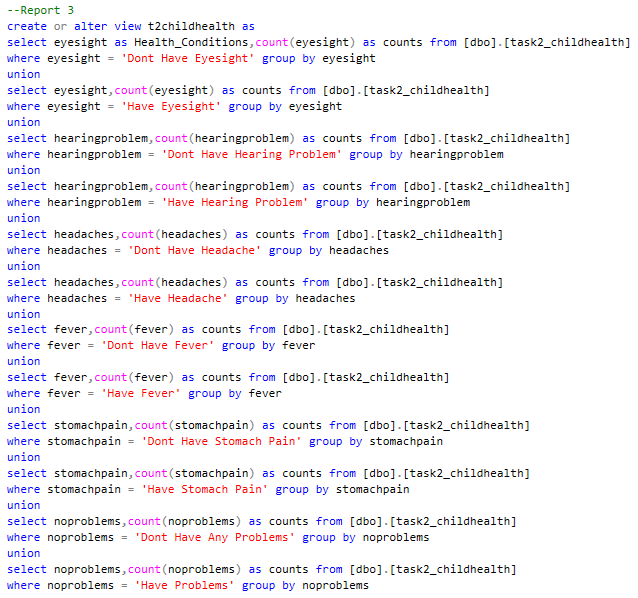 --Report 3
create or alter view t2childhealth as
select eyesight as Health_Conditions,count(eyesight) as counts from [dbo].[task2_childhealth]
where eyesight = 'Dont Have Eyesight' group by eyesight
union
select eyesight,count(eyesight) as counts from [dbo].[task2_childhealth]
where eyesight = 'Have Eyesight' group by eyesight
union
select hearingproblem,count(hearingproblem) as counts from [dbo].[task2_childhealth]
where hearingproblem = 'Dont Have Hearing Problem' group by hearingproblem
union
select hearingproblem,count(hearingproblem) as counts from [dbo].[task2_childhealth]
where hearingproblem = 'Have Hearing Problem' group by hearingproblem
union
select headaches,count(headaches) as counts from [dbo].[task2_childhealth]
where headaches = 'Dont Have Headache' group by headaches
union
select headaches,count(headaches) as counts from [dbo].[task2_childhealth]
where headaches = 'Have Headache' group by headaches
union
select fever,count(fever) as counts from [dbo].[task2_childhealth]
where fever = 'Dont Have Fever' group by fever
union
select fever,count(fever) as counts from [dbo].[task2_childhealth]
where fever = 'Have Fever' group by fever
union
select stomachpain,count(stomachpain) as counts from [dbo].[task2_childhealth]
where stomachpain = 'Dont Have Stomach Pain' group by stomachpain
union
select stomachpain,count(stomachpain) as counts from [dbo].[task2_childhealth]
where stomachpain = 'Have Stomach Pain' group by stomachpain
union
select noproblems,count(noproblems) as counts from [dbo].[task2_childhealth]
where noproblems = 'Dont Have Any Problems' group by noproblems
union
select noproblems,count(noproblems) as counts from [dbo].[task2_childhealth]
where noproblems = 'Have Problems' group by noproblems